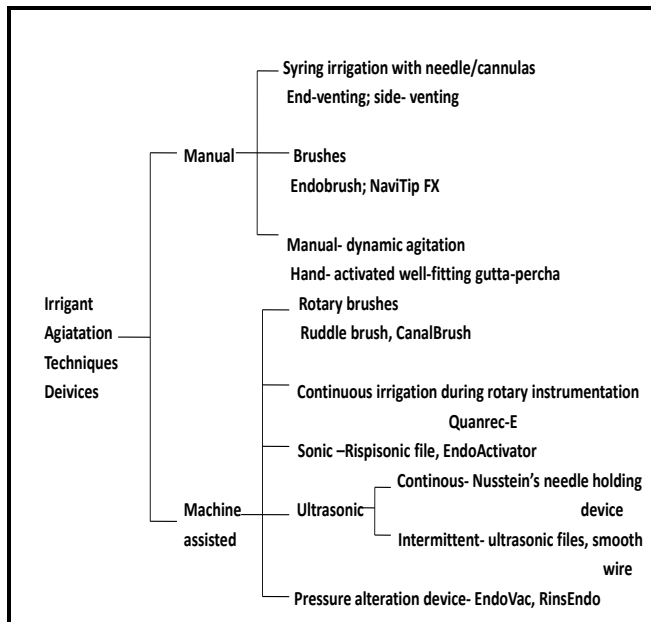 Irrigant
Agiatation
Techniques
Deivices
Manual
Syring irrigation with needle/cannulas
End-venting; side- venting
Brushes
Endobrush; NaviTip FX
Manual- dynamic agitation
Hand- activated well-fitting gutta-percha
Machine
assisted
Rotary brushes
Ruddle brush, CanalBrush
Continuous irrigation during rotary instrumentation
Quanrec-E
Sonic –Rispisonic file, EndoActivator
Ultrasonic
Continous- Nusstein’s needle holding
device
Intermittent- ultrasonic files, smooth
wire
Pressure alteration device- EndoVac, RinsEndo